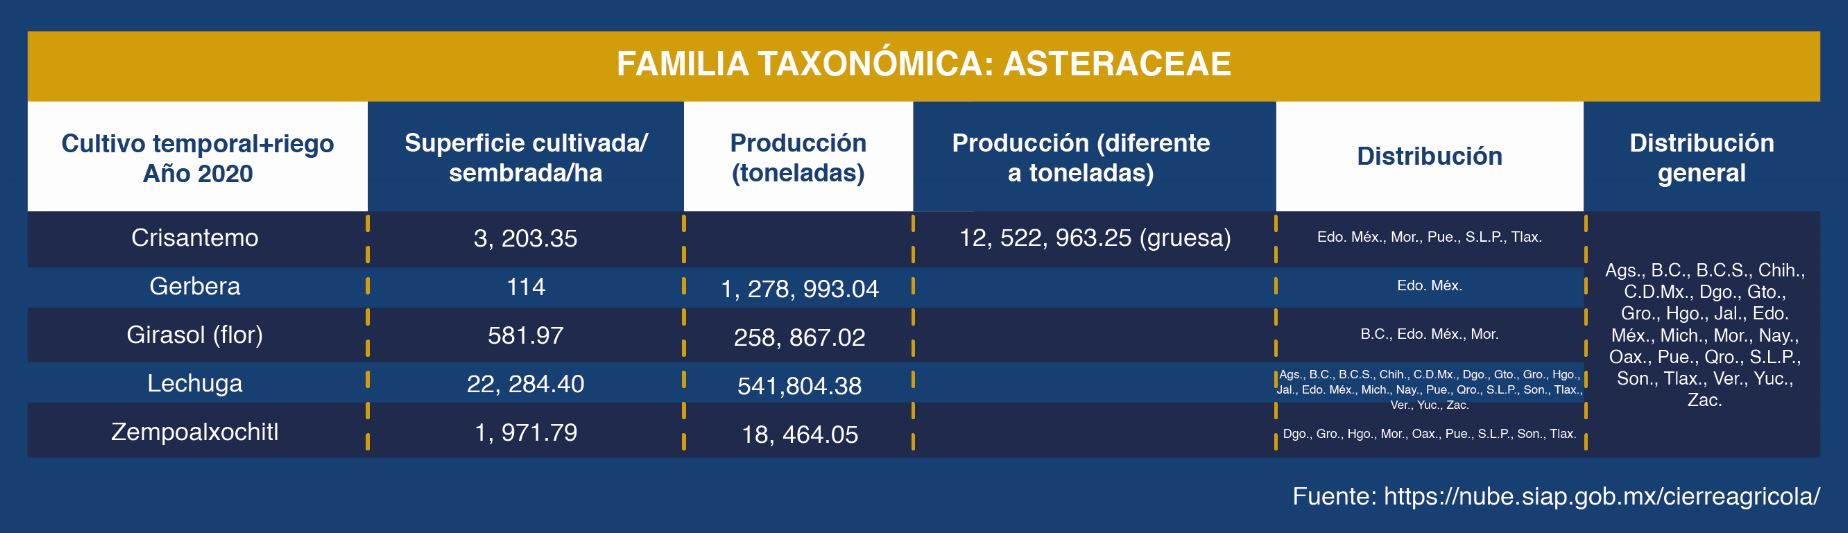 FAMILIA TAXONÓMICA: ASTERACEAE
Cultivo temporal+riego
Año 2020
Superficie cultivada/
sembrada/ha
Producción
(toneladas)
Producción (diferente
a toneladas)
Distribución
Distribución
general
Crisantemo
3, 203.35
12, 522, 963.25 (gruesa)
Edo. Méx., Mor., Pue., S.L.P., Tlax.
Gerbera
114
1, 278, 993.04
Edo. Méx.
Girasol (flor)
581.97
258, 867.02
B.C., Edo. Méx., Mor.
Lechuga
22, 284.40
541,804.38
Ags., B.C., B.C.S., Chih., C.D.Mx., Dgo., Gto., Gro., Hgo.,
Jal., Edo. Méx., Mich., Nay., Pue., Qro., S.L.P., Son., Tlax.,
Ver., Yuc., Zac.
Zempoalxochitl
1, 971.79
18, 464.05
Dgo., Gro., Hgo., Mor., Oax., Pue., S.L.P., Son., Tlax.
Ags., B.C., B.C.S., Chih.,
C.D.Mx., Dgo., Gto.,
Gro., Hgo., Jal., Edo.
Méx., Mich., Mor., Nay.,
Oax., Pue., Qro., S.L.P.,
Son., Tlax., Ver., Yuc.,
Zac.
Fuente: https://nube.siap.gob.mx/cierreagricola/